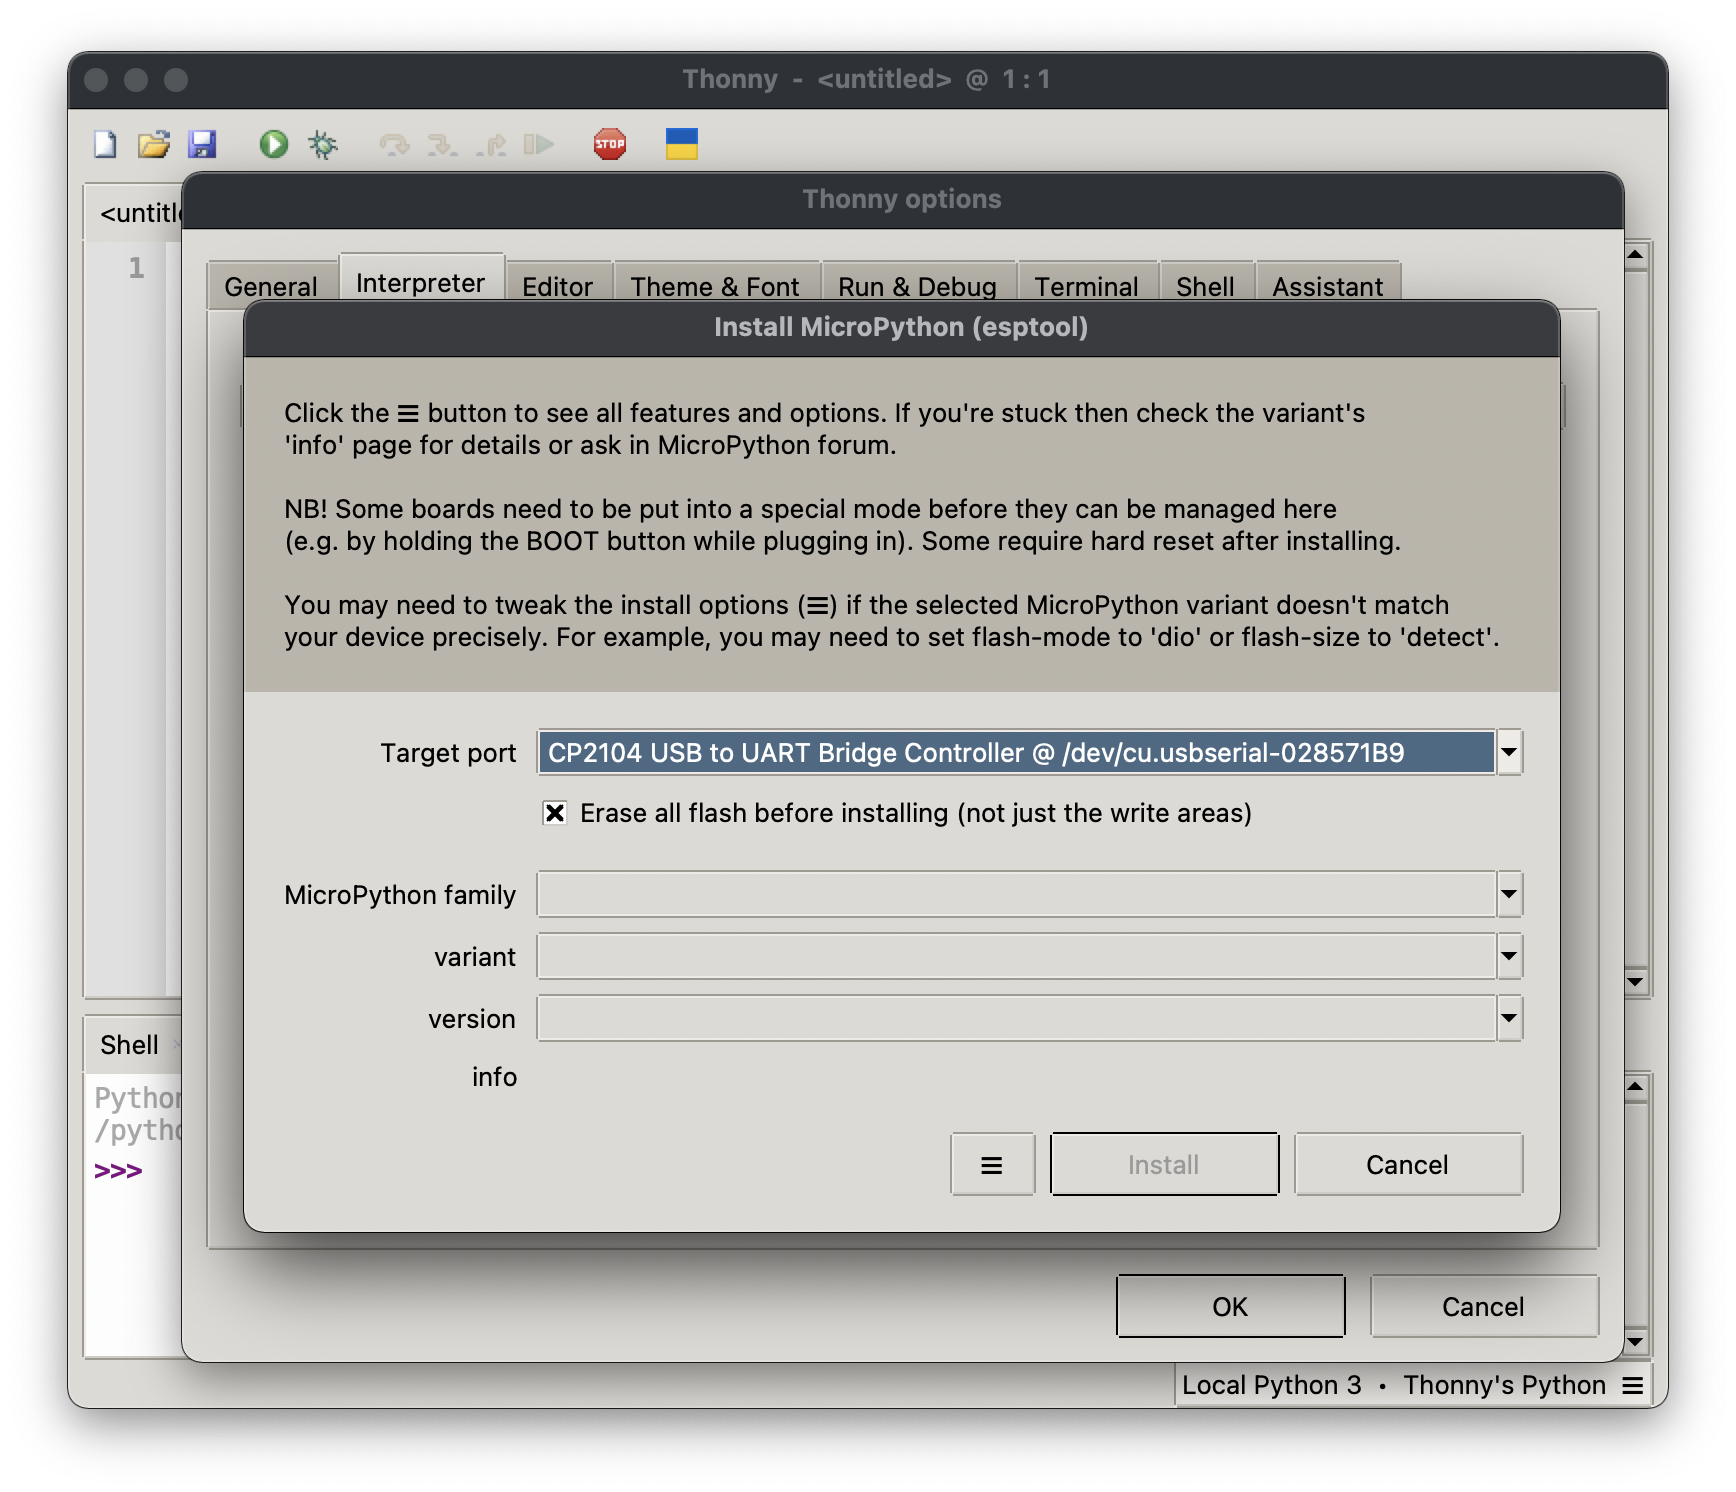 Thonny - <untitled> @ 1:1
STOP
Thonny options
General Interpreter Editor Theme & Font Run & Debug Terminal Shell Assistant
1
Install MicroPython (esptool)
Click the ≡ button to see all features and options. If you're stuck then check the variant's
'info' page for details or ask in MicroPython forum.
NB! Some boards need to be put into a special mode before they can be managed here
(e.g. by holding the BOOT button while plugging in). Some require hard reset after installing.
You may need to tweak the install options (≡) if the selected MicroPython variant doesn't match
your device precisely. For example, you may need to set flash-mode to 'dio' or flash-size to 'detect'.
Target port CP2104 USB to UART Bridge Controller @ /dev/cu.usbserial-028571B9
Erase all flash before installing (not just the write areas)
MicroPython family
variant
version
info
≡ Install Cancel
Shell
>>>
OK Cancel
Local Python 3 • Thonny's Python ≡